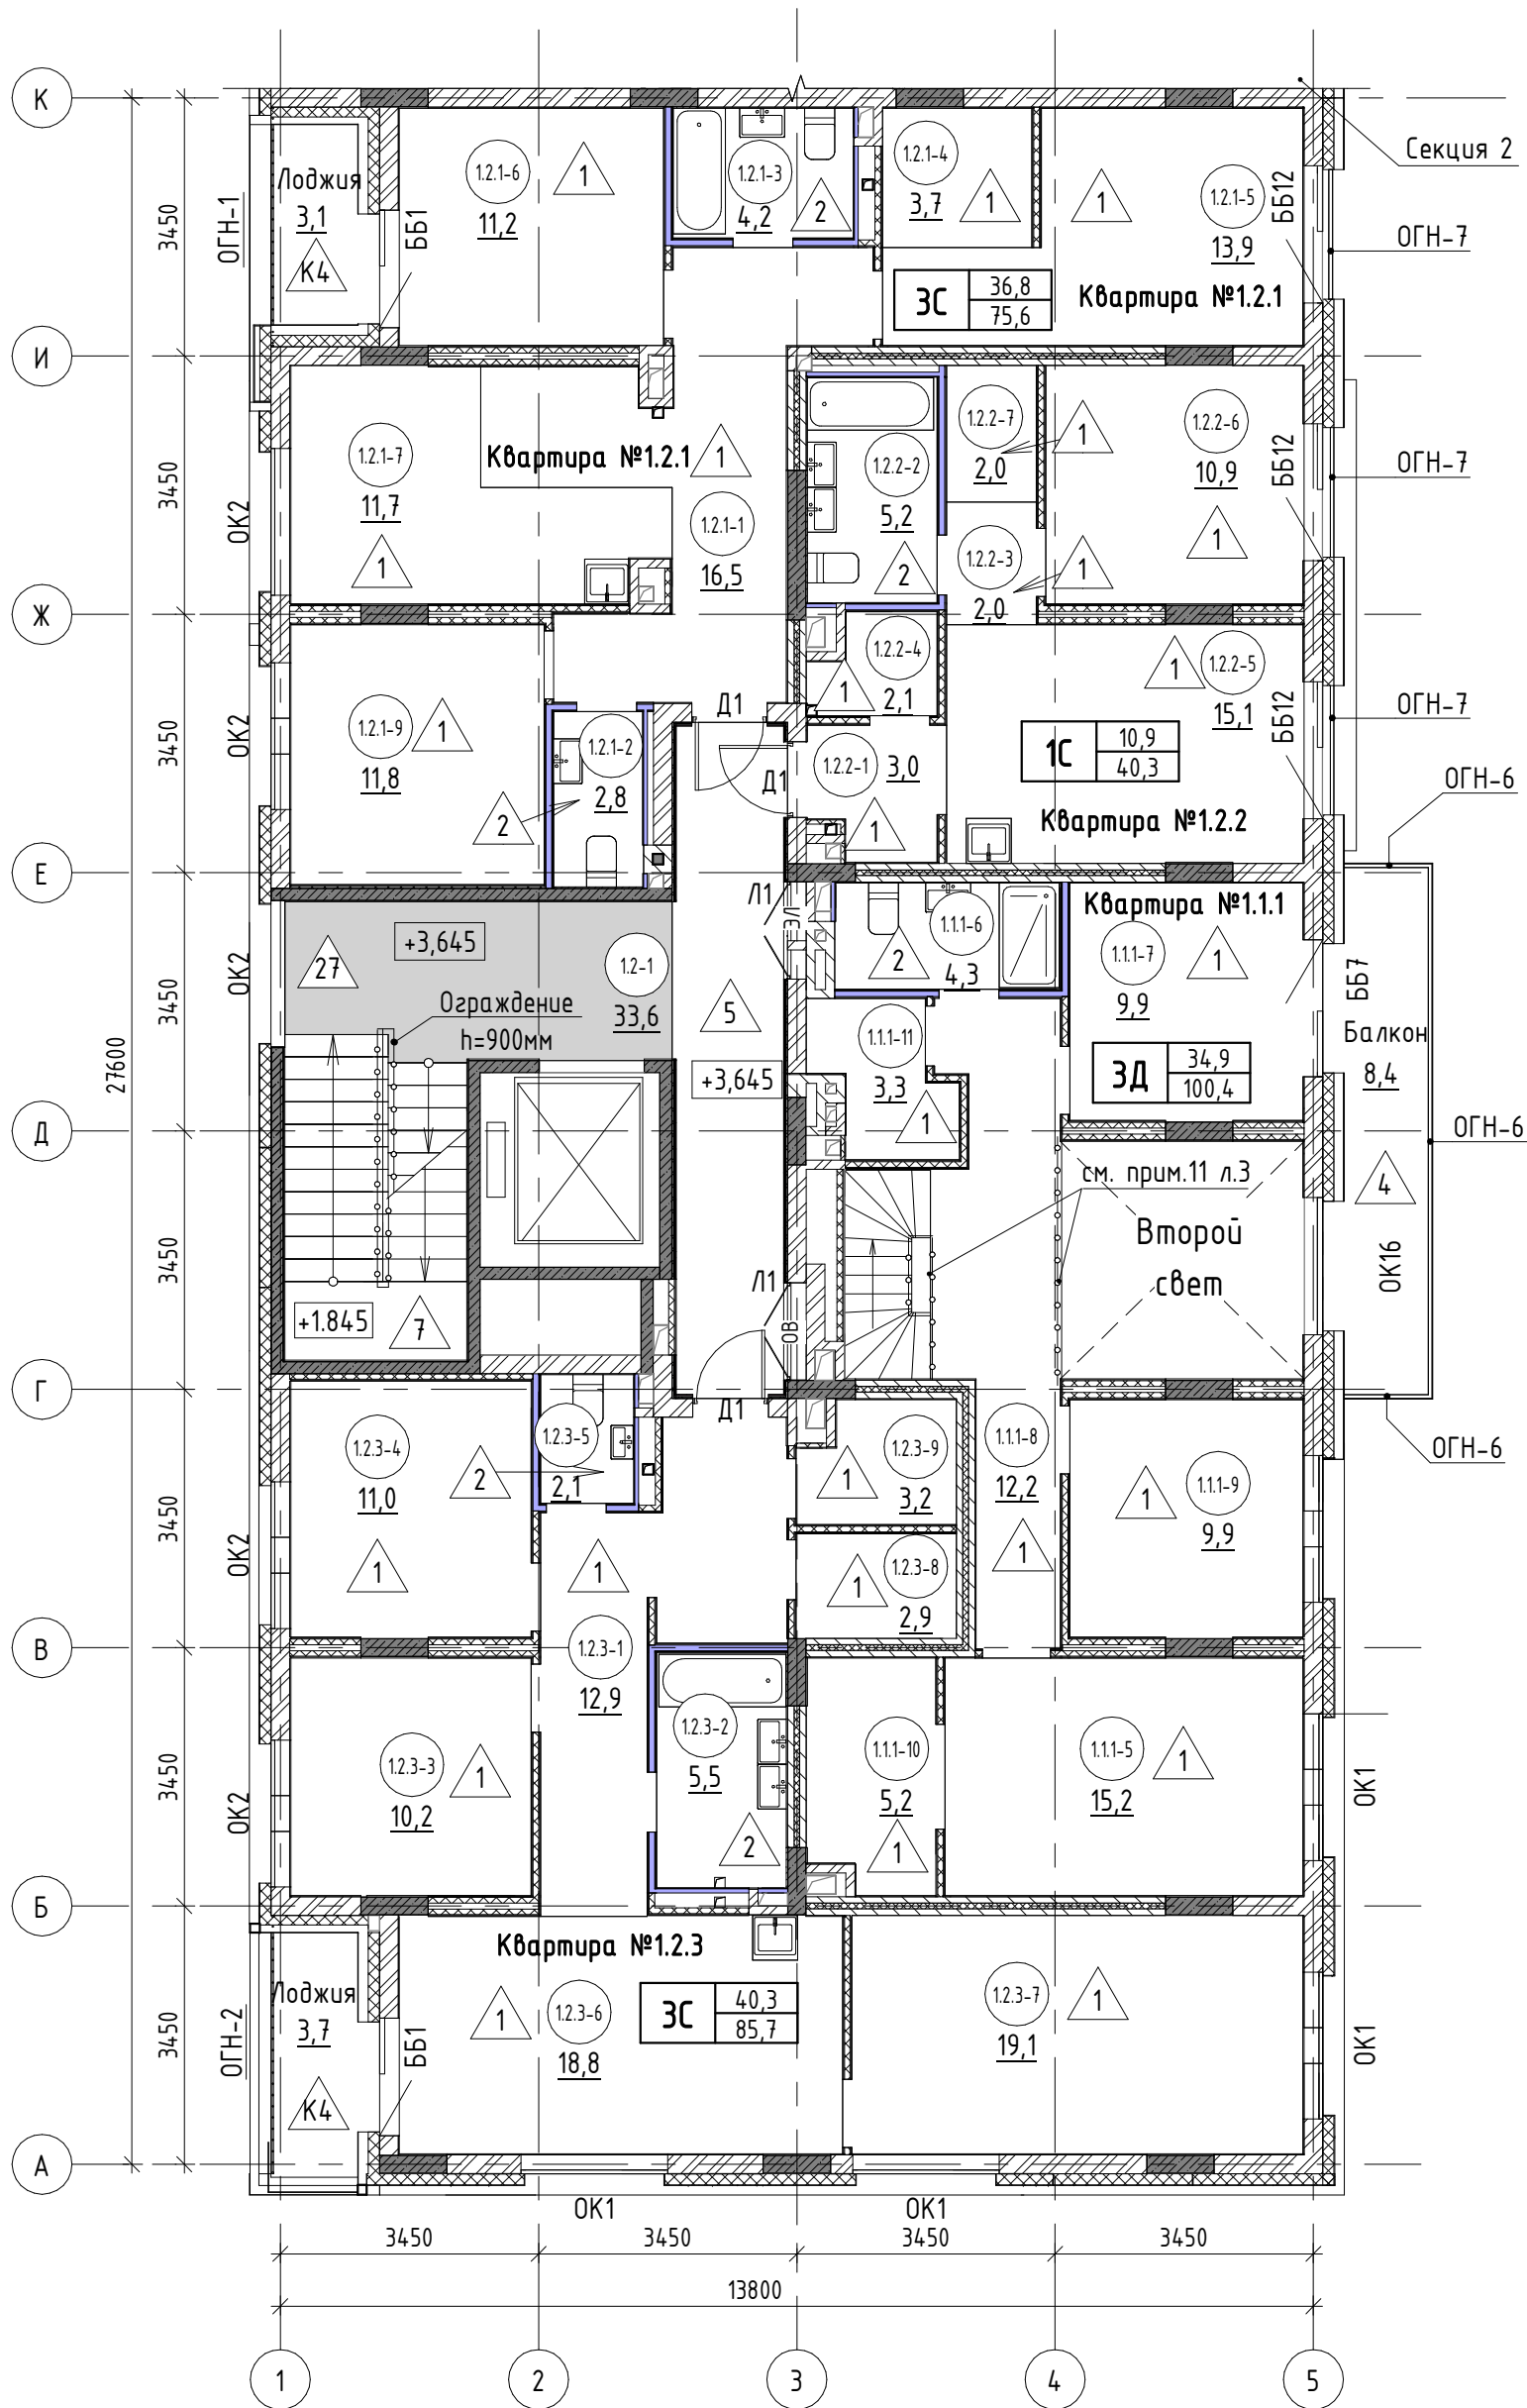 К
Секция 2
1.2.1-6
1
11,2
1.2.1-3
4,2
2
1.2.1-4
3,7
1
1
1.2.1-5
13,9
ББ12
Лоджия
3,1
К4
ОГН-1
ББ1
3450
ОГН-7
3С
36,8
75,6
Квартира №1.2.1
И
1.2.1-7
11,7
1
Квартира №1.2.1
1
1.2.1-1
16,5
1.2.2-2
5,2
2
1.2.2-7
2,0
1
1.2.2-3
2,0
1
1.2.2-6
10,9
1
ББ12
ОГН-7
ОК2
3450
Ж
1.2.1-9
11,8
1
2
1.2.1-2
2,8
Д1
Д1
1.2.2-4
2,1
1
1.2.2-1
3,0
1
1
1.2.2-5
15,1
ББ12
ОГН-7
1С
10,9
40,3
Квартира №1.2.2
ОК2
3450
ОГН-6
Е
27
+3,645
1.2-1
33,6
Ограждение
h=900мм
5
+3,645
Л1
ЭЛ
1.1.1-6
4,3
2
Квартира №1.1.1
1.1.1-7
9,9
1
3Д
34,9
100,4
ББ7
Балкон
8,4
1.1.1-11
3,3
1
ОК2
3450
27600
Д
ОГН-6
4
см. прим.11 л.3
Второй
свет
ОК16
+1.845
7
Л1
ОВ
3450
Г
Д1
ОГН-6
1.2.3-4
11,0
1
2
1.2.3-5
2,1
1
1.2.3-9
3,2
1
1.2.3-8
2,9
1
1.1.1-8
12,2
1
1
1.1.1-9
9,9
ОК2
3450
В
1.2.3-1
12,9
1.2.3-3
10,2
1
1.2.3-2
5,5
2
1.1.1-10
5,2
1
1.1.1-5
15,2
1
ОК2
ОК1
3450
Б
Квартира №1.2.3
1
1.2.3-6
18,8
3С
40,3
85,7
1.2.3-7
19,1
1
Лоджия
3,7
К4
ОГН-2
ББ1
ОК1
3450
А
ОК1
ОК1
3450
3450
3450
3450
13800
1
2
3
4
5